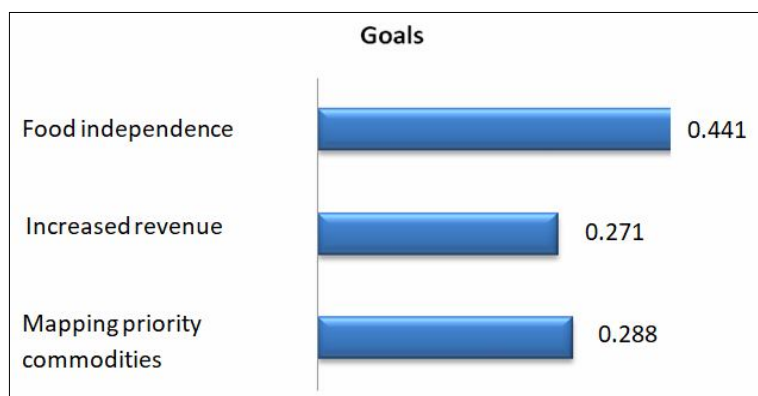 Goals
Food independence
0.441
Increased revenue
0.271
Mapping priority
commodities
0.288